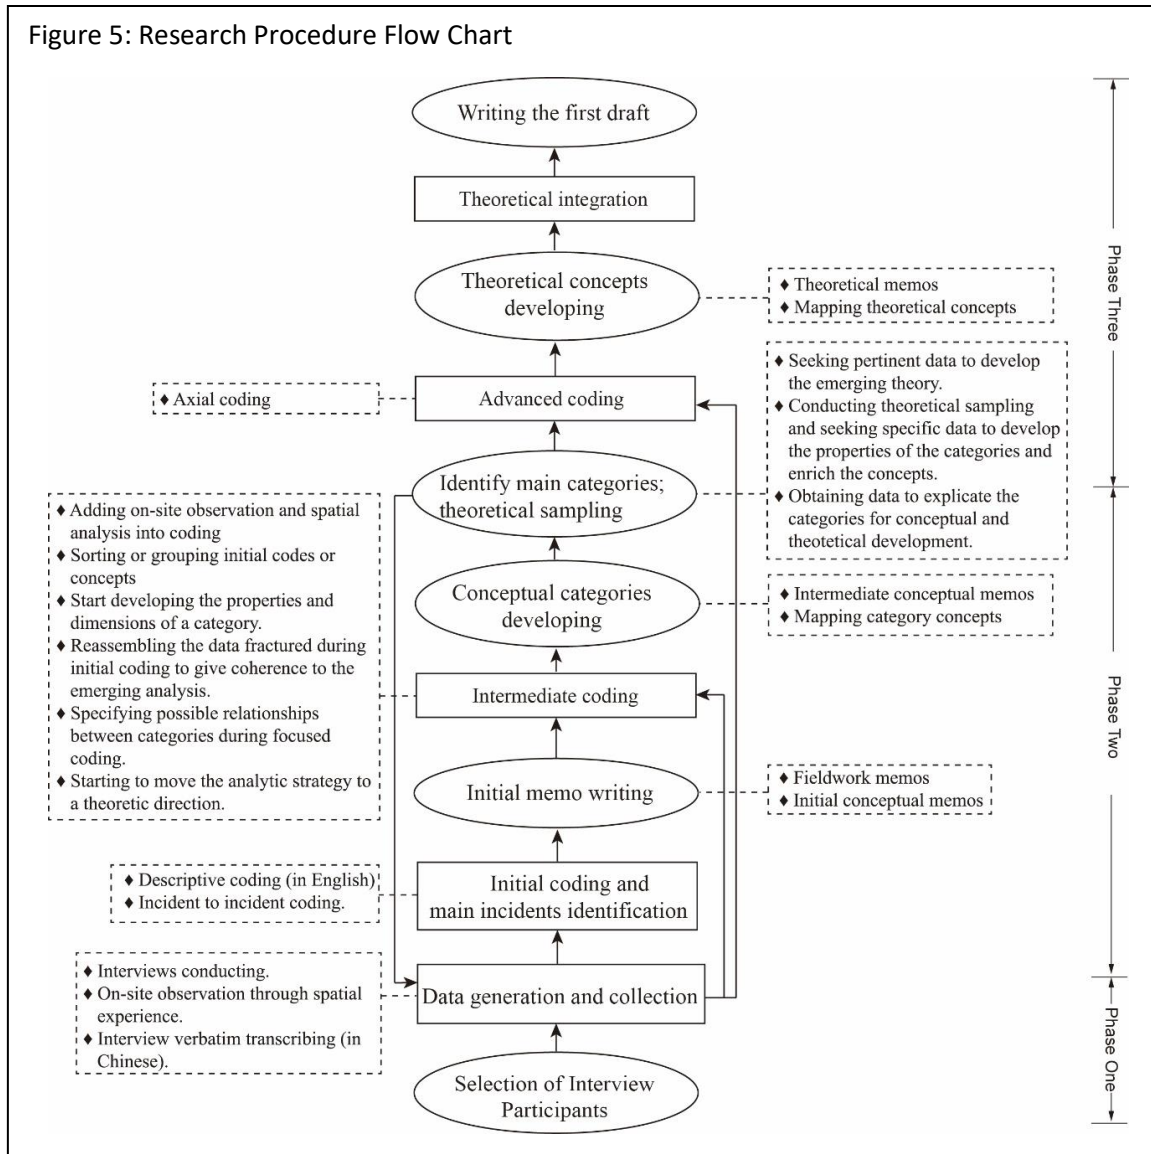 Figure 5: Research Procedure Flow Chart
Writing the first draft
Theoretical integration
Theoretical concepts
developing
♦ Theoretical memos
♦ Mapping theoretical concepts
Phase Three
♦ Axial coding
Advanced coding
♦ Seeking pertinent data to develop
the emerging theory.
♦ Conducting theoretical sampling
and seeking specific data to develop
the properties of the categories and
enrich the concepts.
♦ Obtaining data to explicate the
categories for conceptual and
theotetical development.
Identify main categories;
theoretical sampling
♦ Adding on-site observation and spatial
analysis into coding
♦ Sorting or grouping initial codes or
concepts
♦ Start developing the properties and
dimensions of a category.
♦ Reassembling the data fractured during
initial coding to give coherence to the
emerging analysis.
♦ Specifying possible relationships
between categories during focused
coding.
♦ Starting to move the analytic strategy to
a theoretic direction.
Conceptual categories
developing
♦ Intermediate conceptual memos
♦ Mapping category concepts
Intermediate coding
Phase Two
Initial memo writing
♦ Fieldwork memos
♦ Initial conceptual memos
♦ Descriptive coding (in English)
♦ Incident to incident coding.
Initial coding and
main incidents identification
♦ Interviews conducting.
♦ On-site observation through spatial
experience.
♦ Interview verbatim transcribing (in
Chinese).
Data generation and collection
Phase One
Selection of Interview
Participants